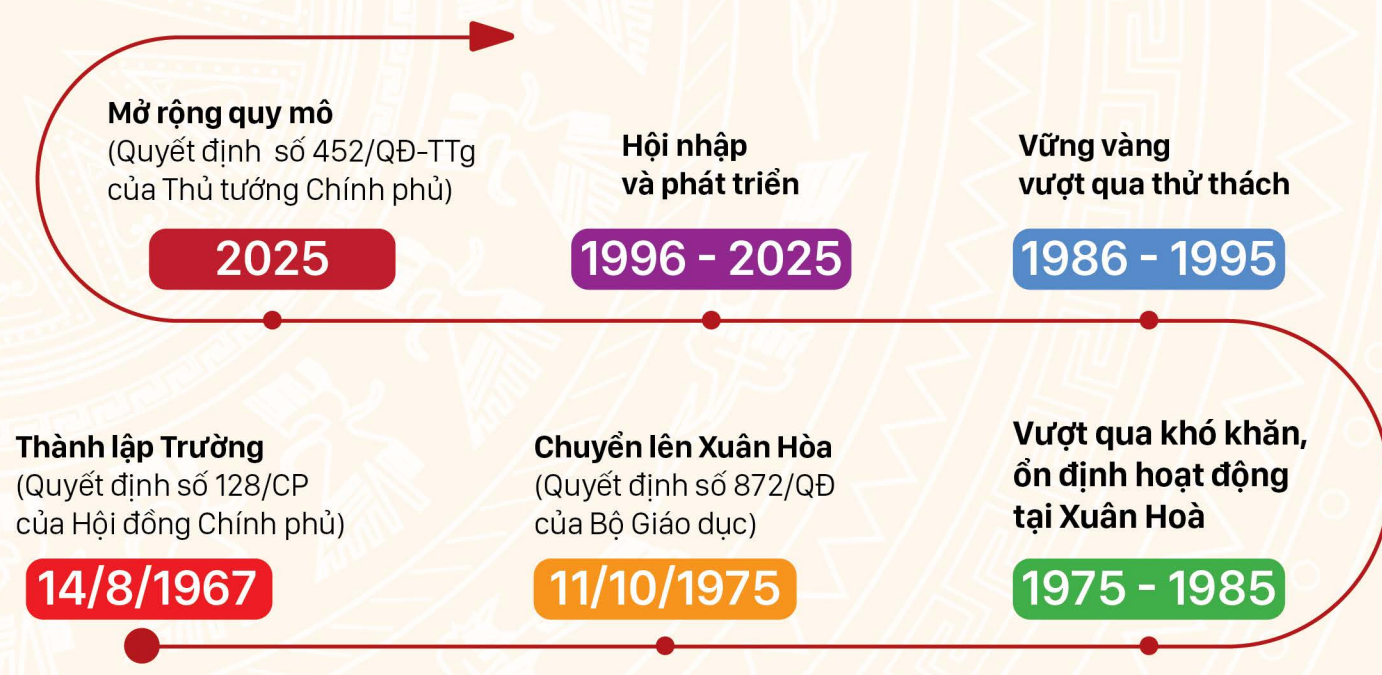 Mở rộng quy mô
(Quyết định số 452/QĐ-TTg
của Thủ tướng Chính phủ)
2025
Hội nhập
và phát triển
1996 - 2025
Vững vàng
vượt qua thử thách
1986 - 1995
Thành lập Trường
(Quyết định số 128/CP
của Hội đồng Chính phủ)
14/8/1967
Chuyển lên Xuân Hòa
(Quyết định số 872/QĐ
của Bộ Giáo dục)
11/10/1975
Vượt qua khó khăn,
ổn định hoạt động
tại Xuân Hoà
1975 - 1985